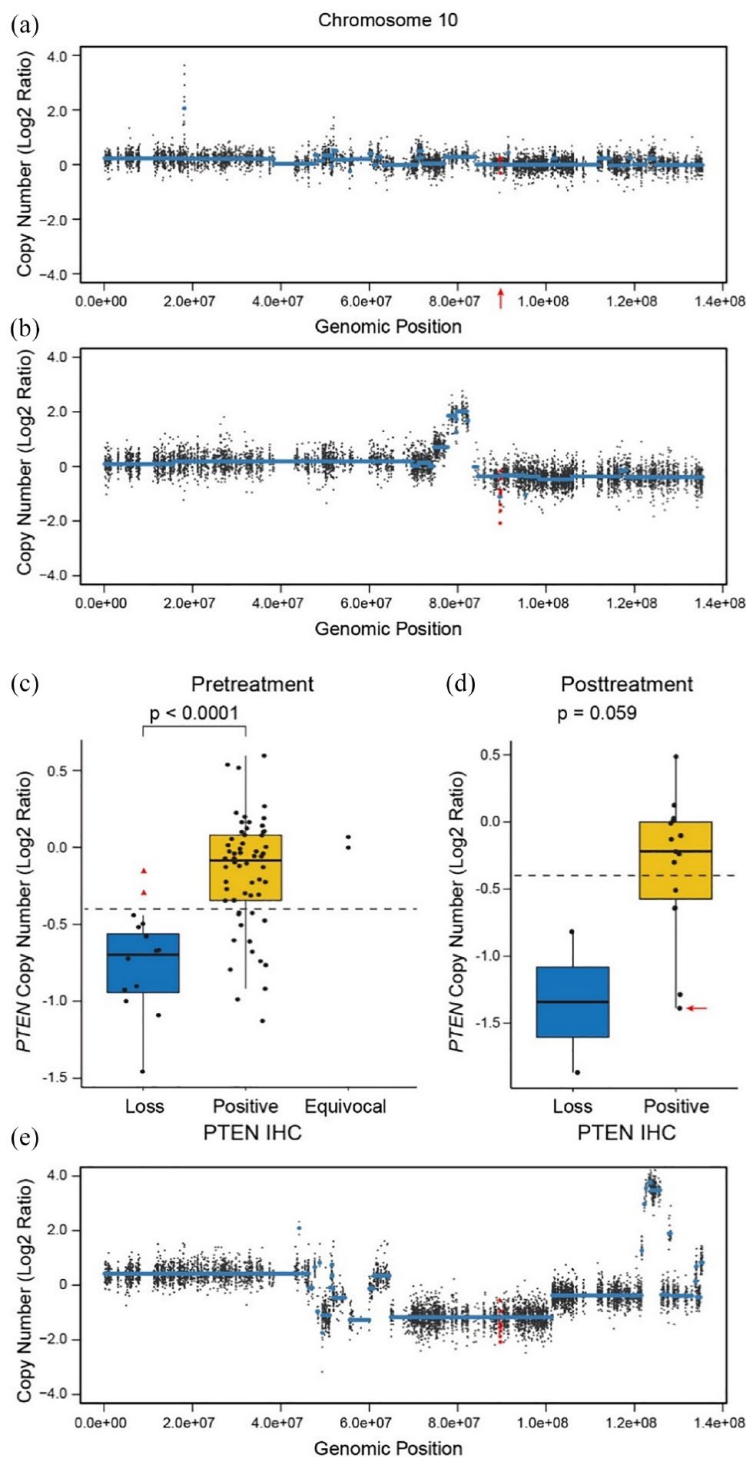 (a)
Chromosome 10
Copy Number (Log2 Ratio)
4.0
2.0
0
−2.0
−4.0
0.0e+00 2.0e+07 4.0e+07 6.0e+07 8.0e+07 1.0e+08 1.2e+08 1.4e+08
Genomic Position
(b)
Copy Number (Log2 Ratio)
4.0
2.0
0
−2.0
−4.0
0.0e+00 2.0e+07 4.0e+07 6.0e+07 8.0e+07 1.0e+08 1.2e+08 1.4e+08
Genomic Position
(c)
Pretreatment
p < 0.0001
PTEN Copy Number (Log2 Ratio)
0.5
0.0
-0.5
-1.0
-1.5
Loss Positive Equivocal
PTEN IHC
(d)
Posttreatment
p = 0.059
PTEN Copy Number (Log2 Ratio)
0.5
0.0
-0.5
-1.0
-1.5
Loss Positive
PTEN IHC
(e)
Copy Number (Log2 Ratio)
4.0
2.0
0
−2.0
−4.0
0.0e+00 2.0e+07 4.0e+07 6.0e+07 8.0e+07 1.0e+08 1.2e+08 1.4e+08
Genomic Position